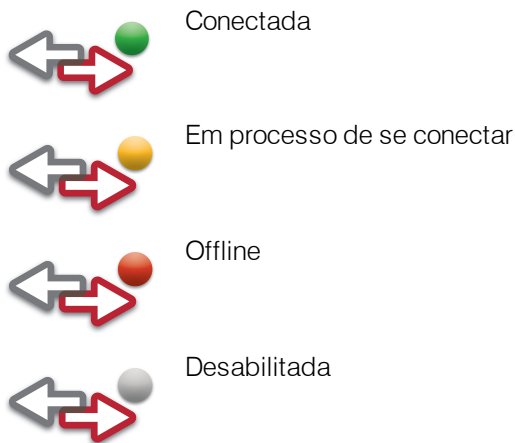 Conectada
Em processo de se conectar
Offline
Desabilitada